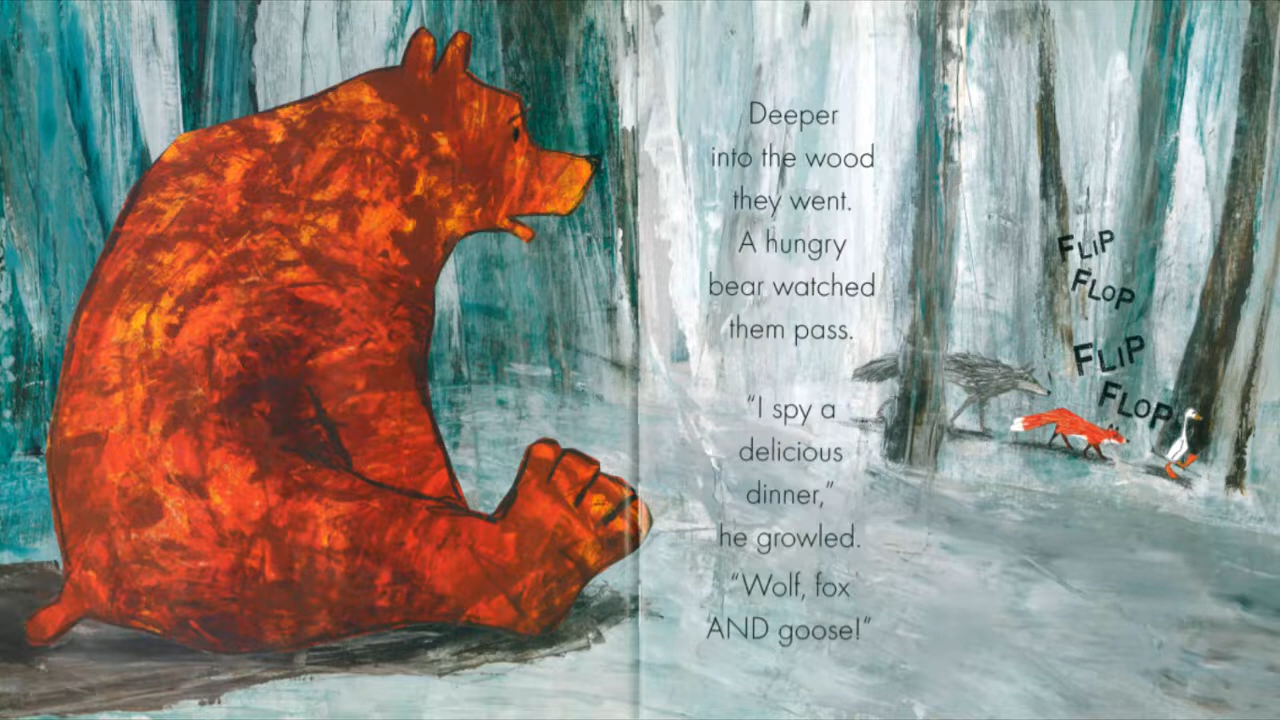 Deeper
into the wood
they went.
A hungry
bear watched
them pass.
“I spy a
delicious
dinner,”
he growled.
“Wolf, fox
AND goose!“
FLIP
FLOP
FLIP
FLOP